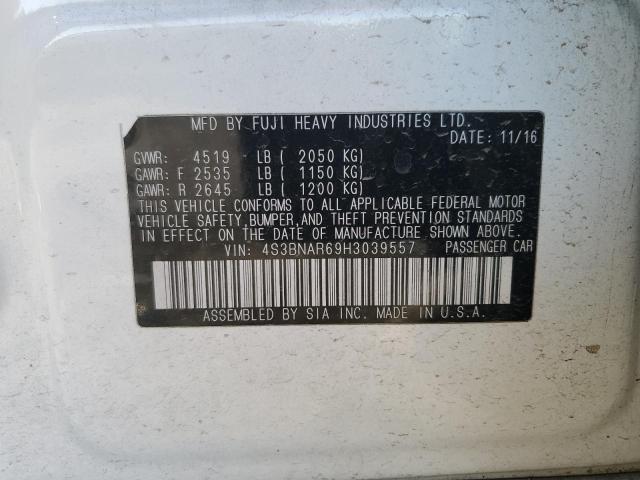 MFD BY FUJI HEAVY INDUSTRIES LTD.
DATE: 11/16
GVWR: 4519 LB ( 2050 KG)
GAWR: F 2535 LB ( 1150 KG)
GAWR: R 2645 LB ( 1200 KG)
THIS VEHICLE CONFORMS TO ALL APPLICABLE FEDERAL MOTOR
VEHICLE SAFETY, BUMPER, AND THEFT PREVENTION STANDARDS
IN EFFECT ON THE DATE OF MANUFACTURE SHOWN ABOVE.
VIN: 4S3BNAR69H3039557 PASSENGER CAR
ASSEMBLED BY SIA INC. MADE IN U.S.A.